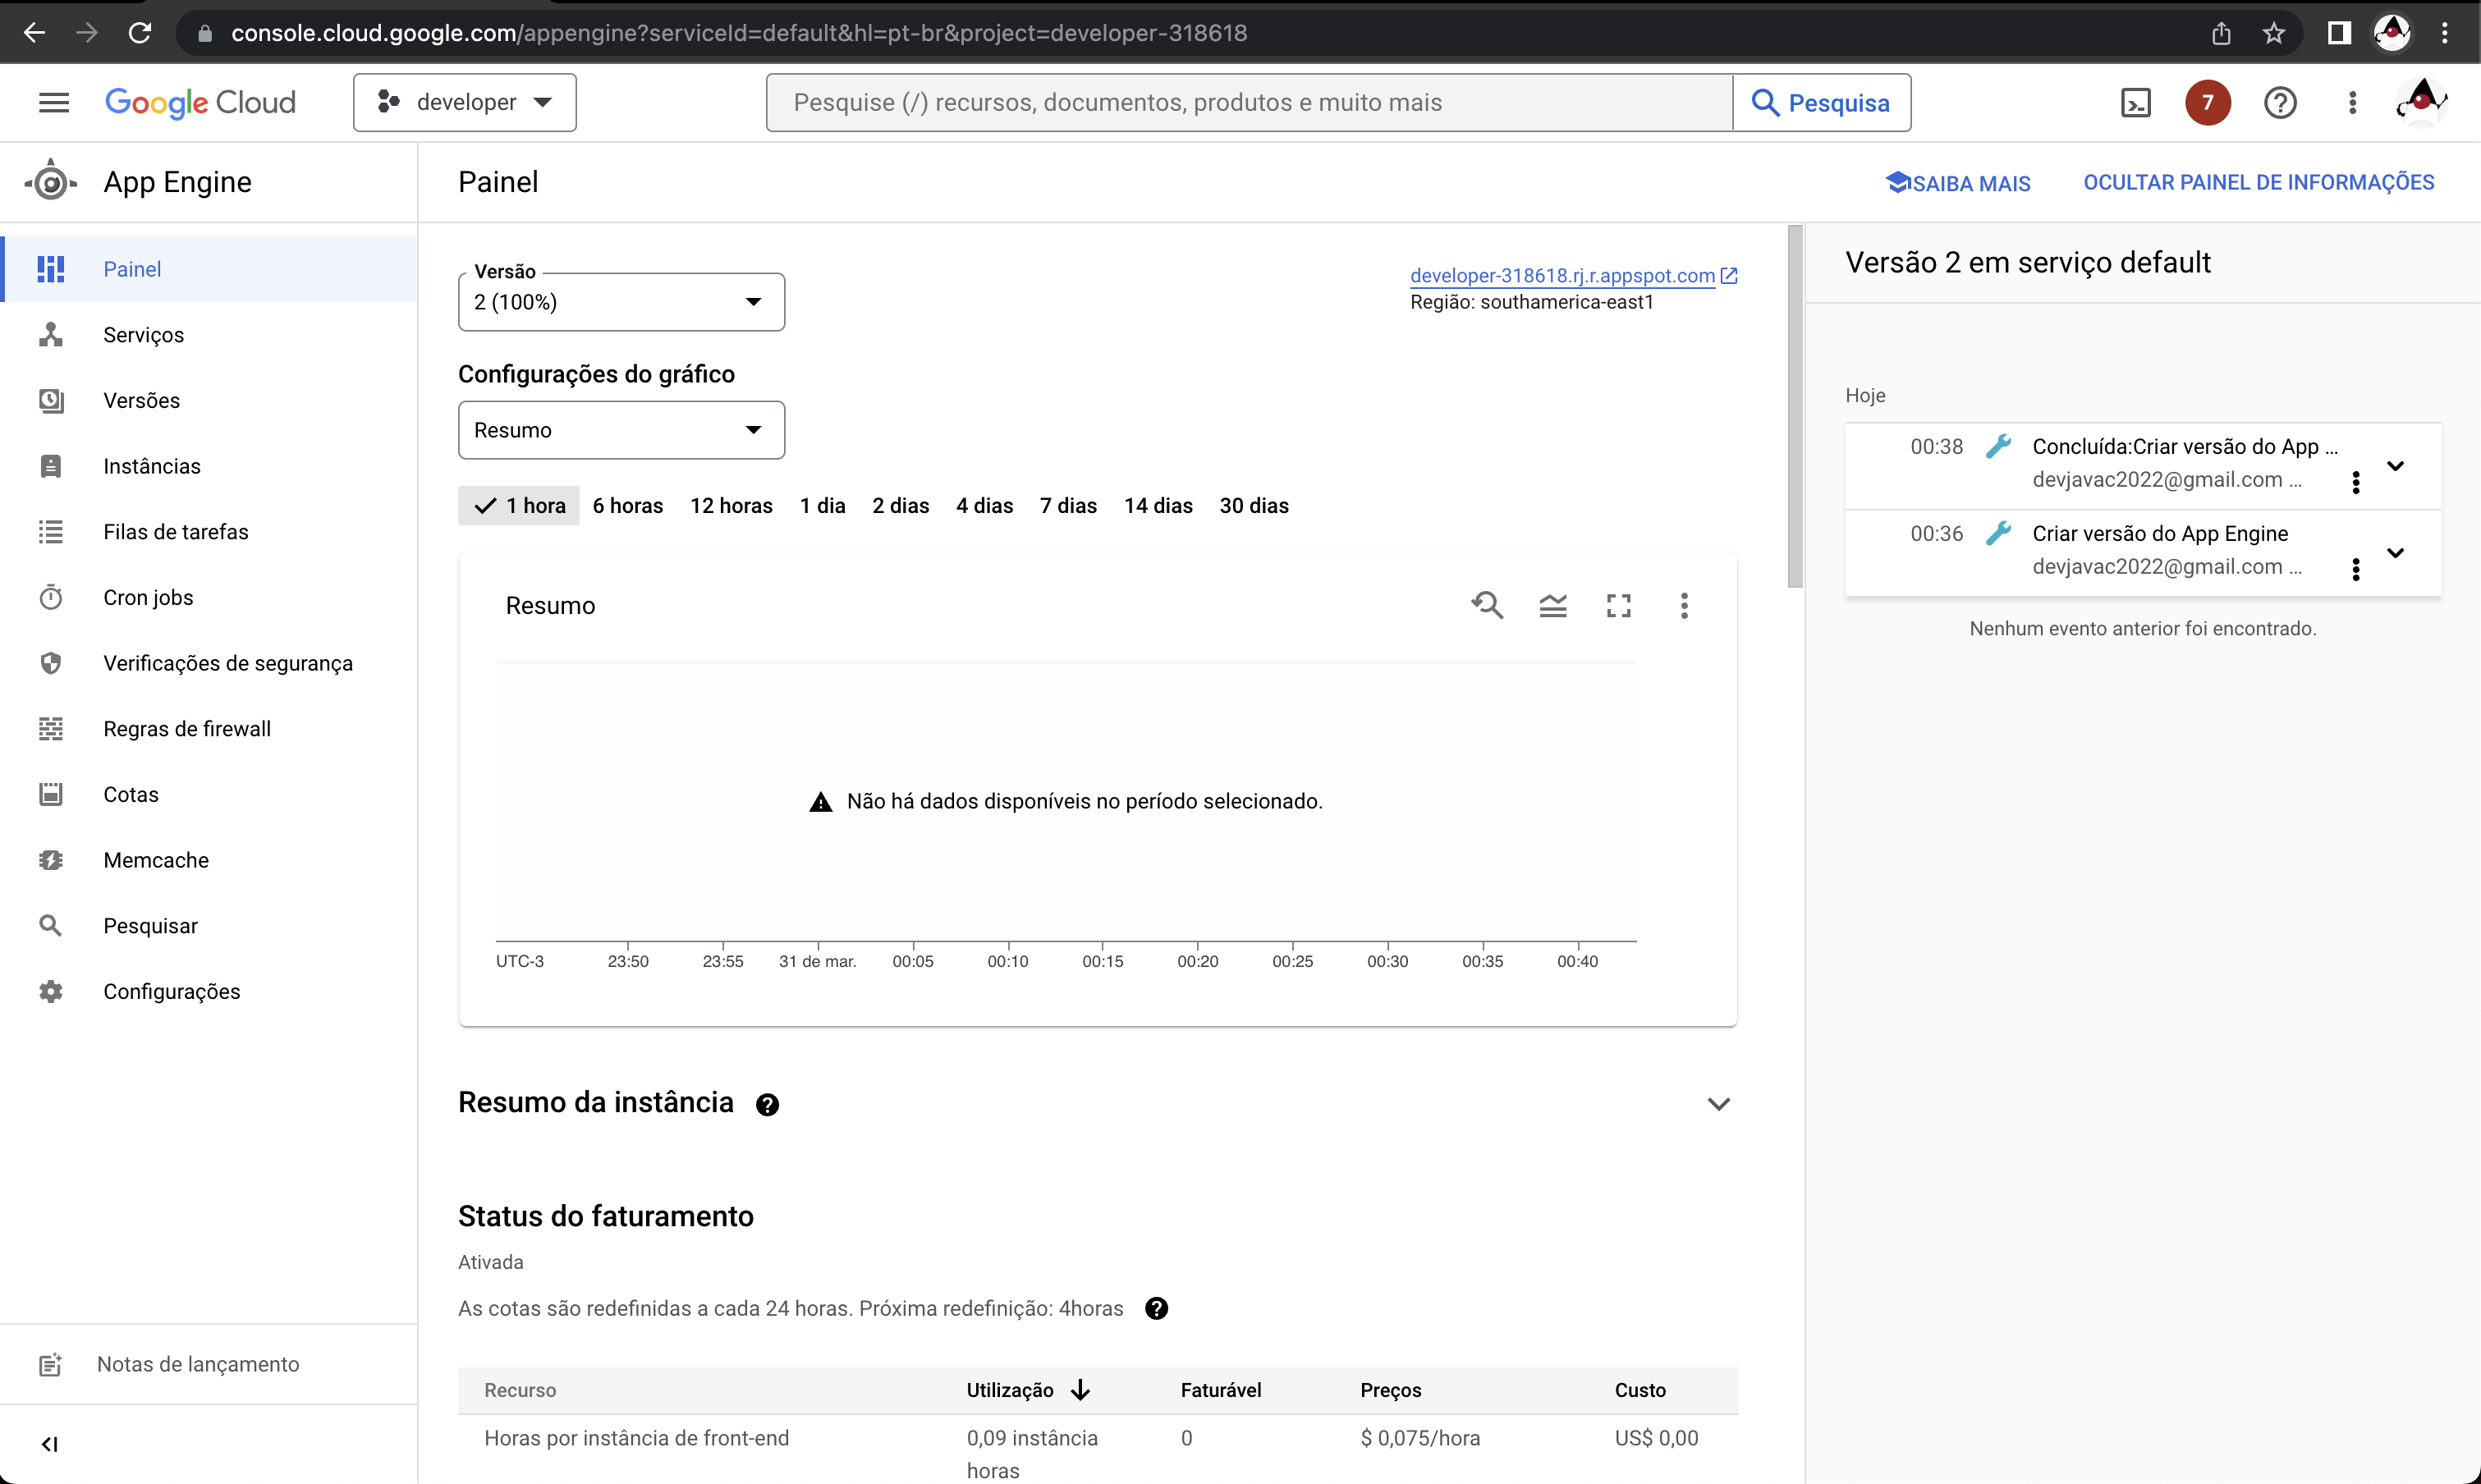 console.cloud.google.com/appengine?serviceId=default&hl=pt-br&project=developer-318618
Google Cloud
developer
Pesquise (/) recursos, documentos, produtos e muito mais
Pesquisa
7
App Engine
Painel
SAIBA MAIS
OCULTAR PAINEL DE INFORMAÇÕES
Painel
Serviços
Versões
Instâncias
Filas de tarefas
Cron jobs
Verificações de segurança
Regras de firewall
Cotas
Memcache
Pesquisar
Configurações
Notas de lançamento
Versão
2 (100%)
developer-318618.rj.r.appspot.com
Região: southamerica-east1
Configurações do gráfico
Resumo
1 hora 6 horas 12 horas 1 dia 2 dias 4 dias 7 dias 14 dias 30 dias
Resumo
Não há dados disponíveis no período selecionado.
UTC-3 23:50 23:55 31 de mar. 00:05 00:10 00:15 00:20 00:25 00:30 00:35 00:40
Resumo da instância
Status do faturamento
Ativada
As cotas são redefinidas a cada 24 horas. Próxima redefinição: 4horas
Recurso Utilização Faturável Preços Custo
Horas por instância de front-end 0,09 instância 0 $ 0,075/hora US$ 0,00
horas
Versão 2 em serviço default
Hoje
00:38 Concluída:Criar versão do App ...
devjavac2022@gmail.com ...
00:36 Criar versão do App Engine
devjavac2022@gmail.com ...
Nenhum evento anterior foi encontrado.